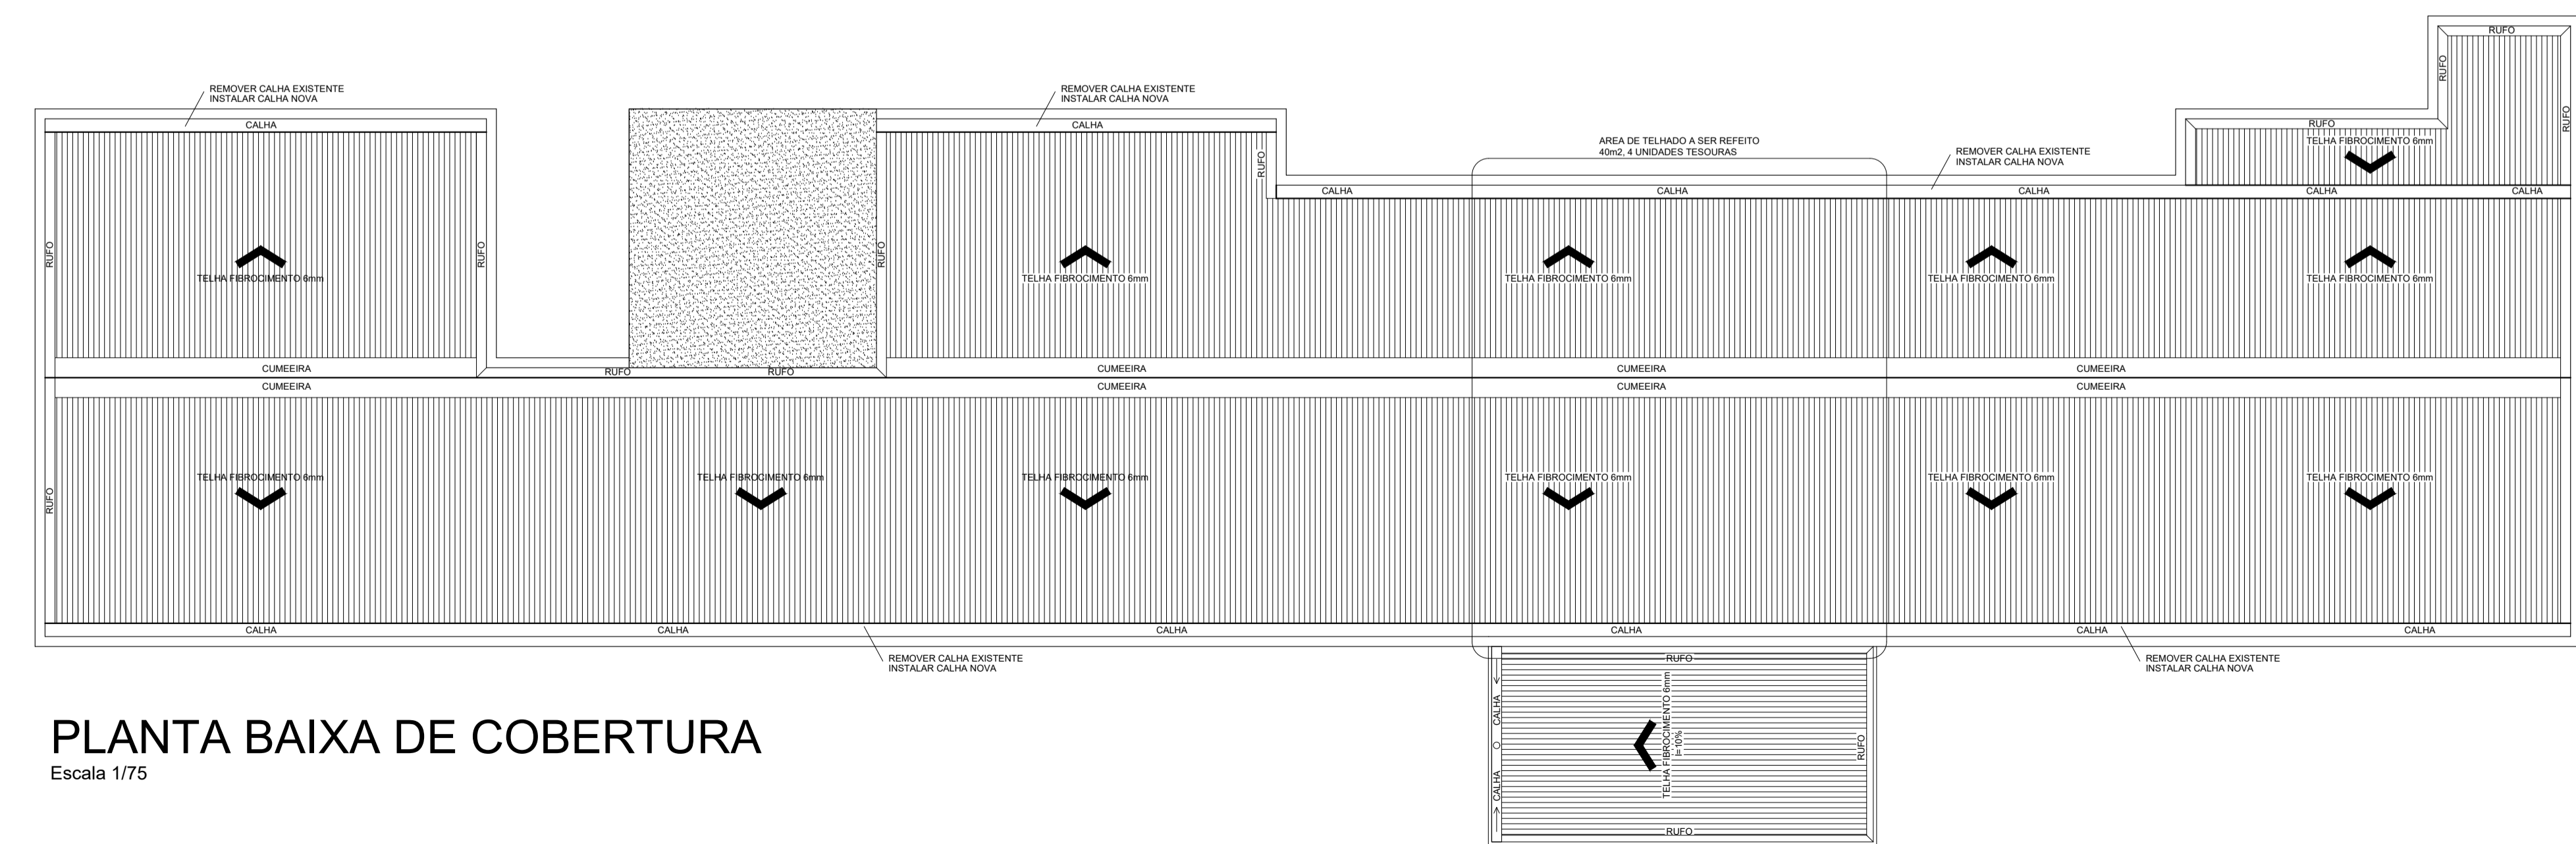 RUFO
RUFO
REMOVER CALHA EXISTENTE
INSTALAR CALHA NOVA
REMOVER CALHA EXISTENTE
INSTALAR CALHA NOVA
RUFO
CALHA
CALHA
RUFO
AREA DE TELHADO A SER REFEITO
40m2, 4 UNIDADES TESOURAS
TELHA FIBROCIMENTO 6mm
REMOVER CALHA EXISTENTE
INSTALAR CALHA NOVA
RUFO
CALHA
CALHA
CALHA
CALHA
CALHA
RUFO
RUFO
RUFO
TELHA FIBROCIMENTO 6mm
TELHA FIBROCIMENTO 6mm
TELHA FIBROCIMENTO 6mm
TELHA FIBROCIMENTO 6mm
TELHA FIBROCIMENTO 6mm
CUMEEIRA
RUFO
RUFO
CUMEEIRA
CUMEEIRA
CUMEEIRA
CUMEEIRA
CUMEEIRA
CUMEEIRA
CUMEEIRA
TELHA FIBROCIMENTO 6mm
TELHA FIBROCIMENTO 6mm
TELHA FIBROCIMENTO 6mm
TELHA FIBROCIMENTO 6mm
TELHA FIBROCIMENTO 6mm
TELHA FIBROCIMENTO 6mm
RUFO
CALHA
CALHA
CALHA
CALHA
CALHA
CALHA
REMOVER CALHA EXISTENTE
INSTALAR CALHA NOVA
RUFO
REMOVER CALHA EXISTENTE
INSTALAR CALHA NOVA
CALHA
CALHA
TELHA FIBROCIMENTO 6mm
I=10%
RUFO
RUFO
PLANTA BAIXA DE COBERTURA
Escala 1/75